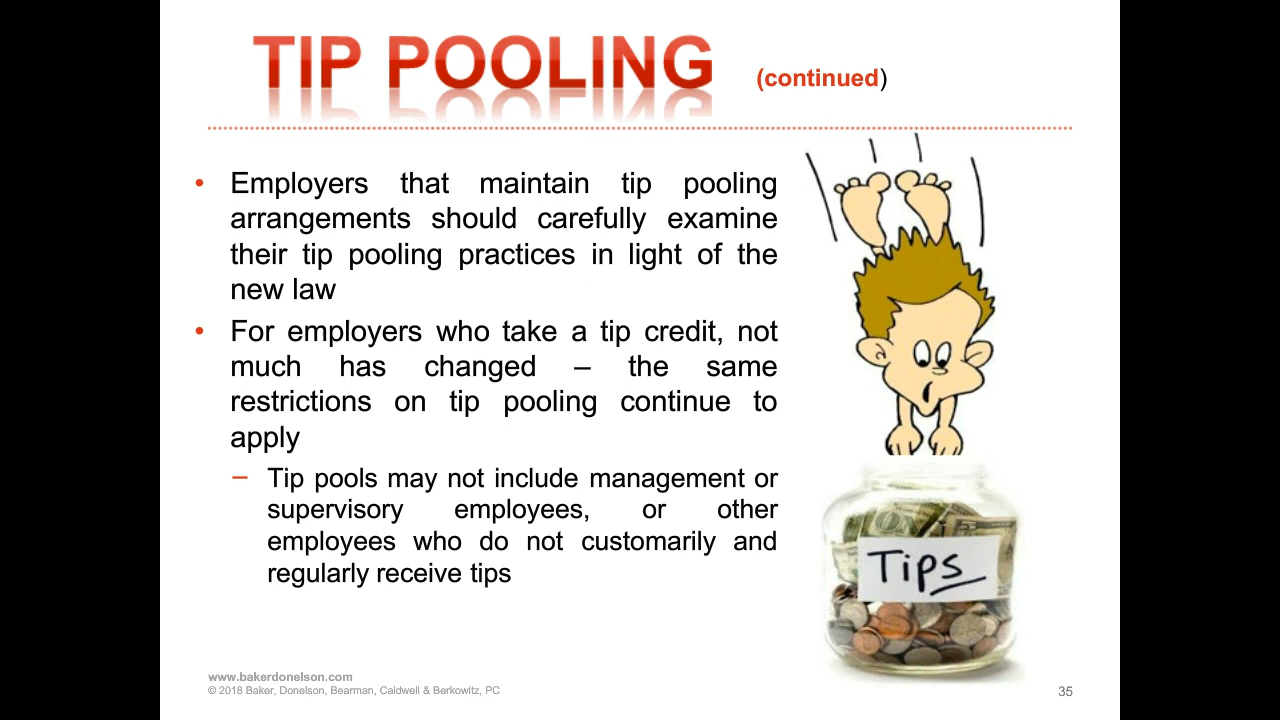 TIP POOLING (continued)
• Employers that maintain tip pooling
arrangements should carefully examine
their tip pooling practices in light of the
new law
• For employers who take a tip credit, not
much has changed – the same
restrictions on tip pooling continue to
apply
– Tip pools may not include management or
supervisory employees, or other
employees who do not customarily and
regularly receive tips
Tips
www.bakerdonelson.com
© 2018 Baker, Donelson, Bearman, Caldwell & Berkowitz, PC
35